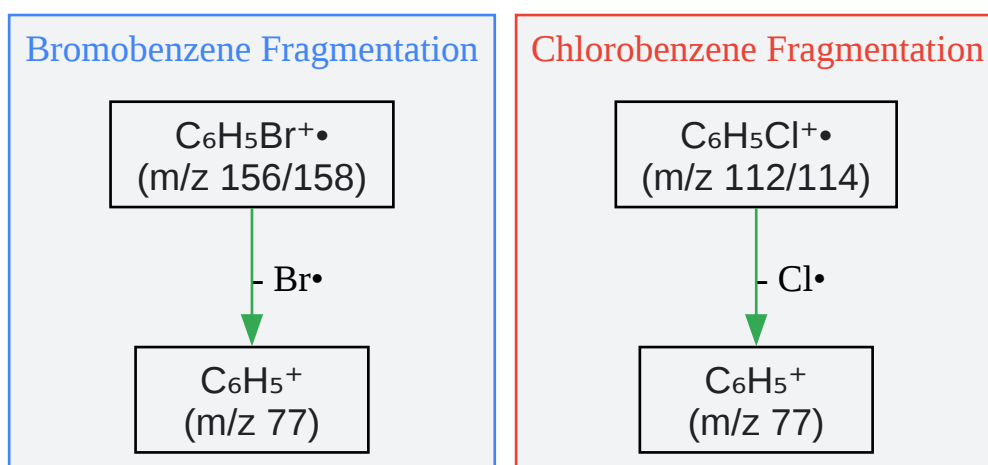 Bromobenzene Fragmentation
C₆H₅Br⁺•
(m/z 156/158)
- Br•
C₆H₅⁺
(m/z 77)
Chlorobenzene Fragmentation
C₆H₅Cl⁺•
(m/z 112/114)
- Cl•
C₆H₅⁺
(m/z 77)